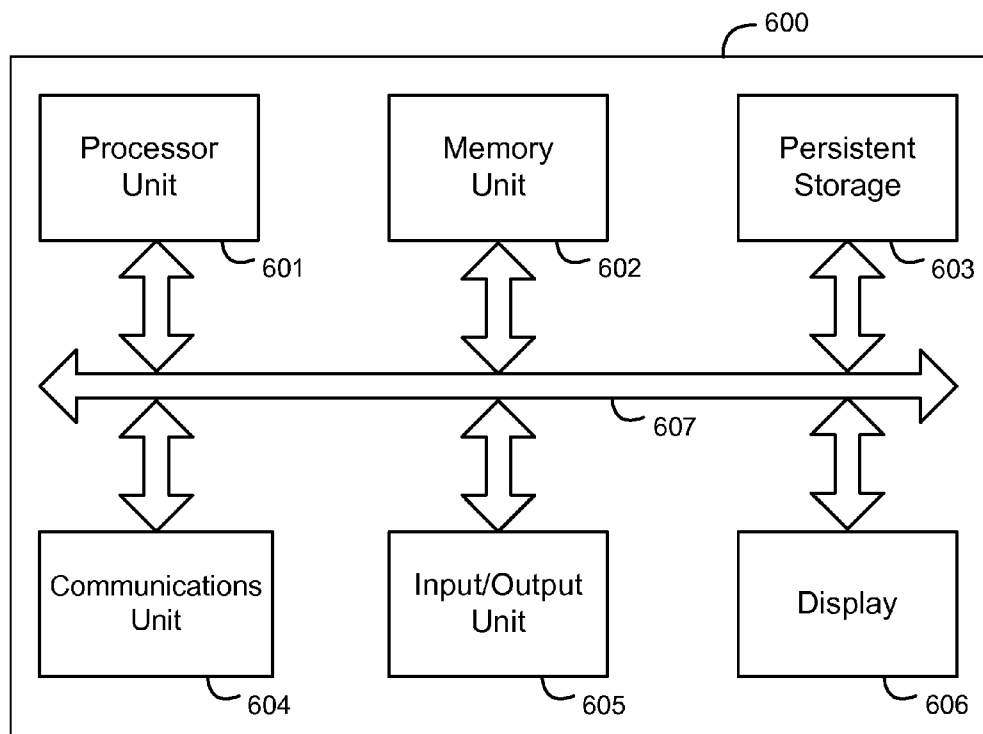 600
Processor
Unit
601
Memory
Unit
602
Persistent
Storage
603
607
Communications
Unit
604
Input/Output
Unit
605
Display
606